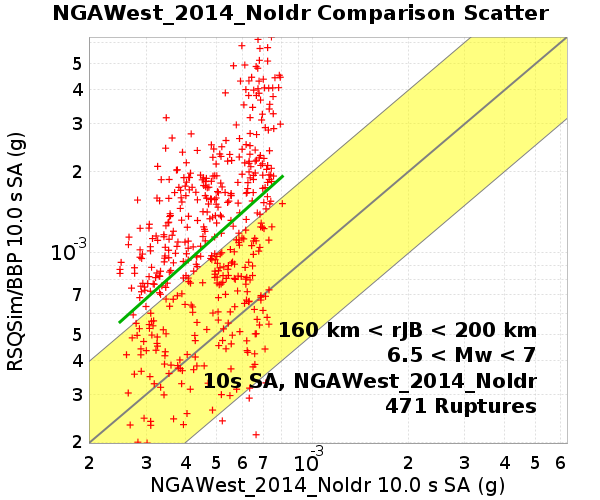 NGAWest_2014_NoIdr Comparison Scatter
RSQSim/BBP 10.0 s SA (g)
5
4
3
2
10-3
7
5
4
3
2
160 km < rJB < 200 km
6.5 < Mw < 7
10s SA, NGAWest_2014_NoIdr
471 Ruptures
2 3 4 5 6 7 10-3 2 3 4 5 6
NGAWest_2014_NoIdr 10.0 s SA (g)